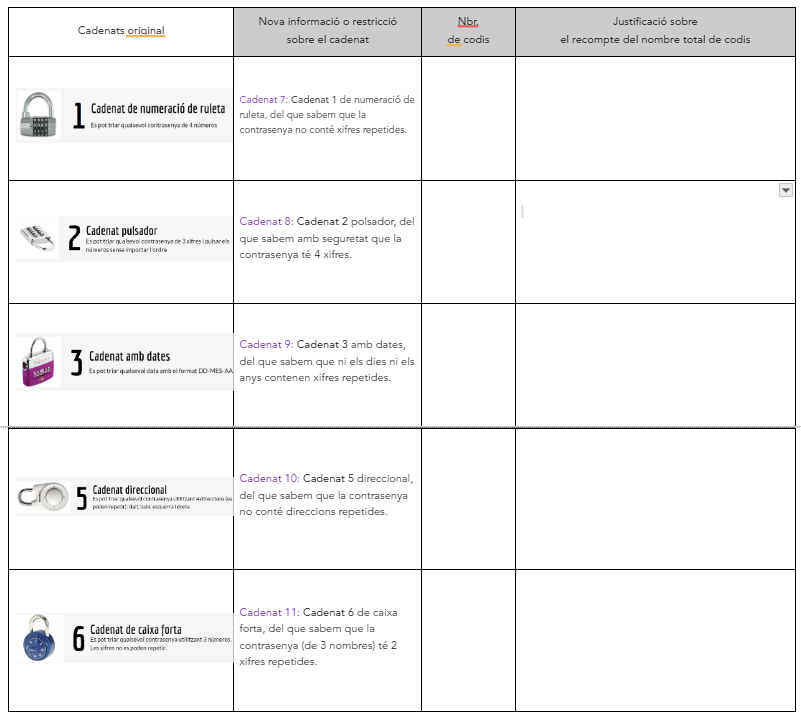 Cadenats original
Nova informació o restricció
sobre el cadenat
Nbr.
de codis
Justificació sobre
el recompte del nombre total de codis
1 Cadenat de numeració de ruleta
Es pot triar qualsevol contrasenya de 4 números
Cadenat 7: Cadenat 1 de numeració de
ruleta, del que sabem que la
contrasenya no conté xifres repetides.
2 Cadenat pulsador
Es pot triar qualsevol contrasenya de 3 xifres i pulsar els
números sense importar l'ordre
Cadenat 8: Cadenat 2 polsador, del
que sabem amb seguretat que la
contrasenya té 4 xifres.
3 Cadenat amb dates
Es pot triar qualsevol data amb el format DD-MES-AA
Cadenat 9: Cadenat 3 amb dates,
del que sabem que ni els dies ni els
anys contenen xifres repetides.
5 Cadenat direccional
Es pot triar qualsevol contrasenya utilitzant 4 direccions (es
poden repetir): dalt, baix, esquerra i dreta
Cadenat 10: Cadenat 5 direccional,
del que sabem que la contrasenya
no conté direccions repetides.
6 Cadenat de caixa forta
Es pot triar qualsevol contrasenya utilitzant 3 números.
Les xifres no es poden repetir.
Cadenat 11: Cadenat 6 de caixa
forta, del que sabem que la
contrasenya (de 3 nombres) té 2
xifres repetides.